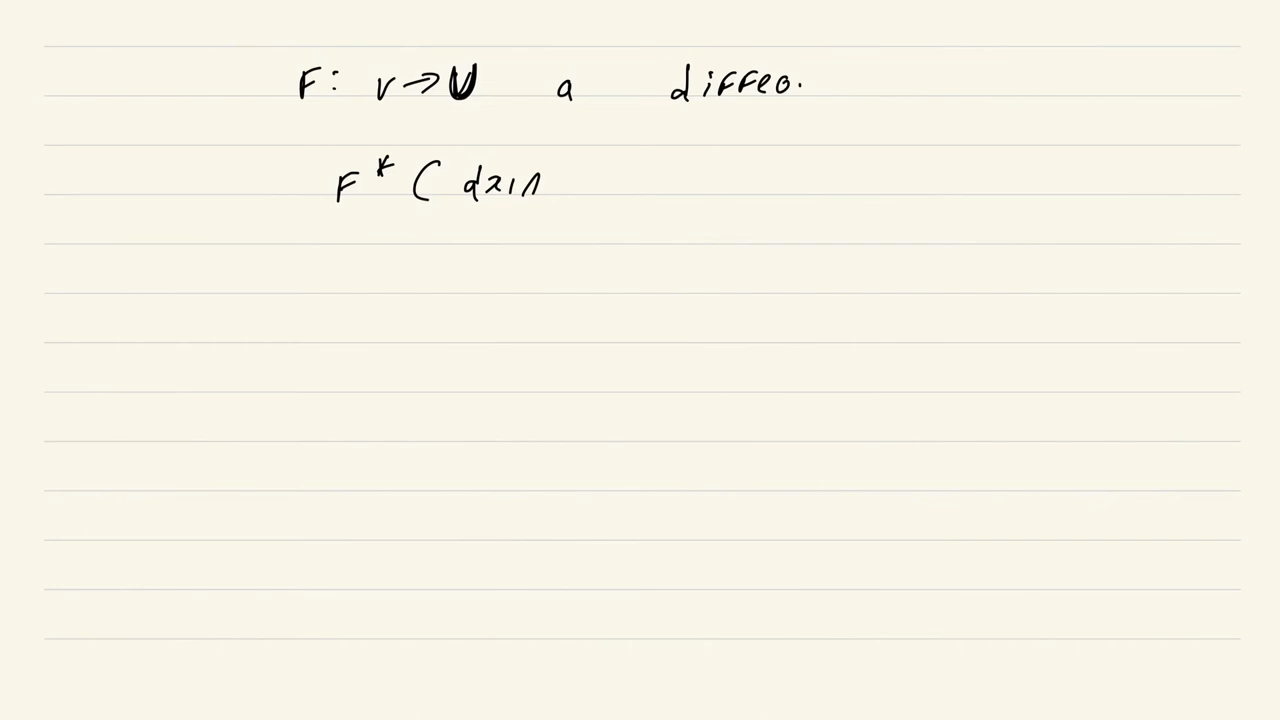 F: V → U a diffeo.
F* ( dx1 ∧